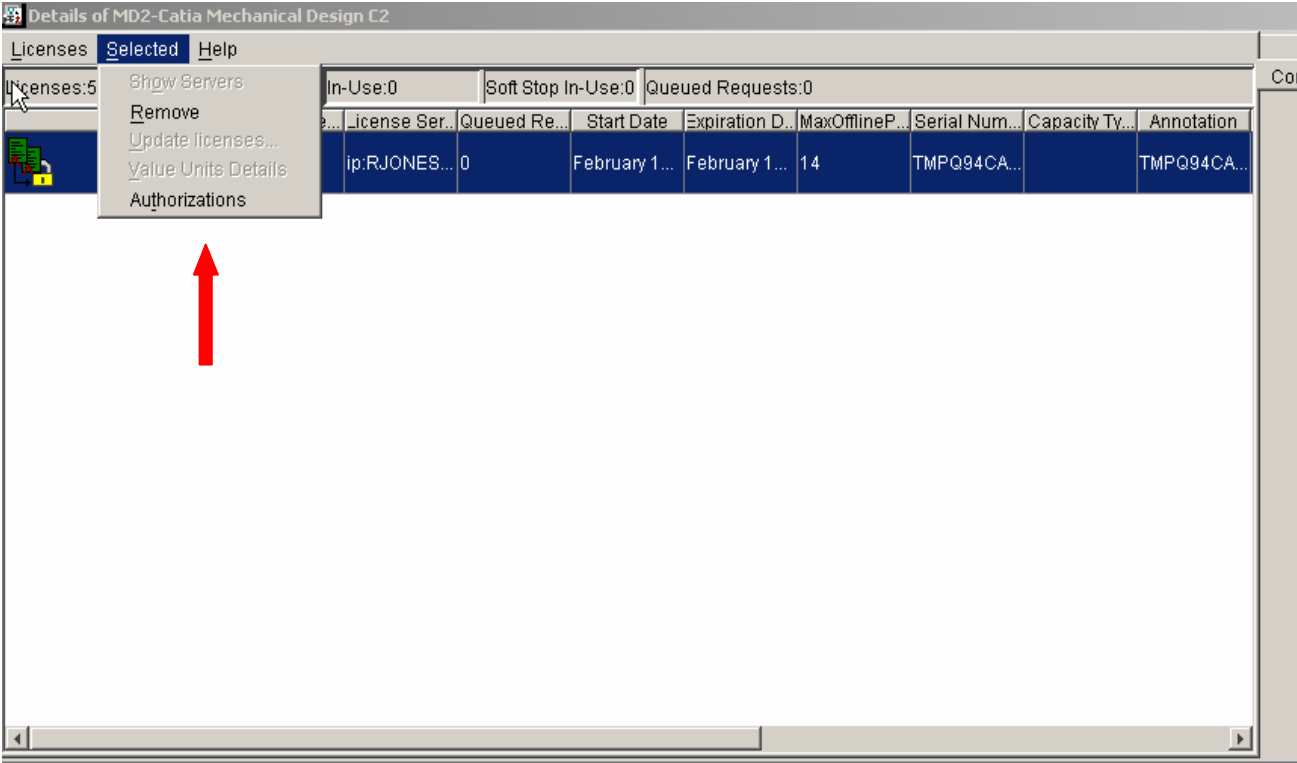 Details of MD2-Catia Mechanical Design C2
Licenses Selected Help
Licenses:5 In-Use:0 Soft Stop In-Use:0 Queued Requests:0
e... License Ser.. Queued Re... Start Date Expiration D.. MaxOfflineP... Serial Num... Capacity Ty... Annotation
ip:RJONES... 0 February 1... February 1... 14 TMPQ94CA... TMPQ94CA...
Show Servers
Remove
Update licenses...
Value Units Details
Authorizations